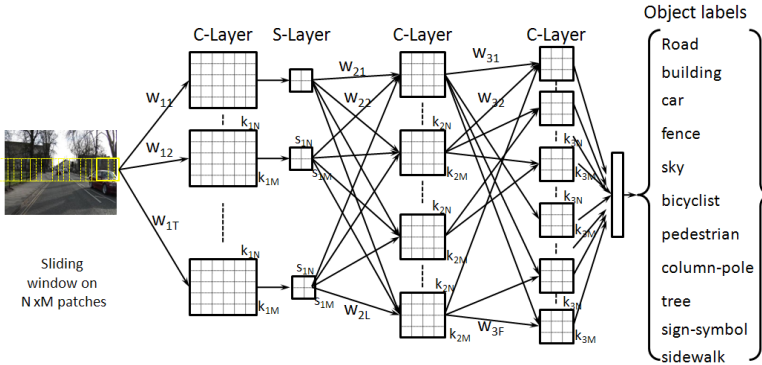 Object labels
C-Layer
S-Layer
C-Layer
C-Layer
W11
W12
W1T
k1N
k1M
k1N
k1M
s1N
s1M
s1N
s1M
W21
W22
W2L
k2N
k2M
k2N
k2M
k2N
k2M
W31
W32
W3F
k3N
k3M
k3N
k3M
k3N
k3M
Road
building
car
fence
sky
bicyclist
pedestrian
column-pole
tree
sign-symbol
sidewalk
Sliding
window on
N xM patches